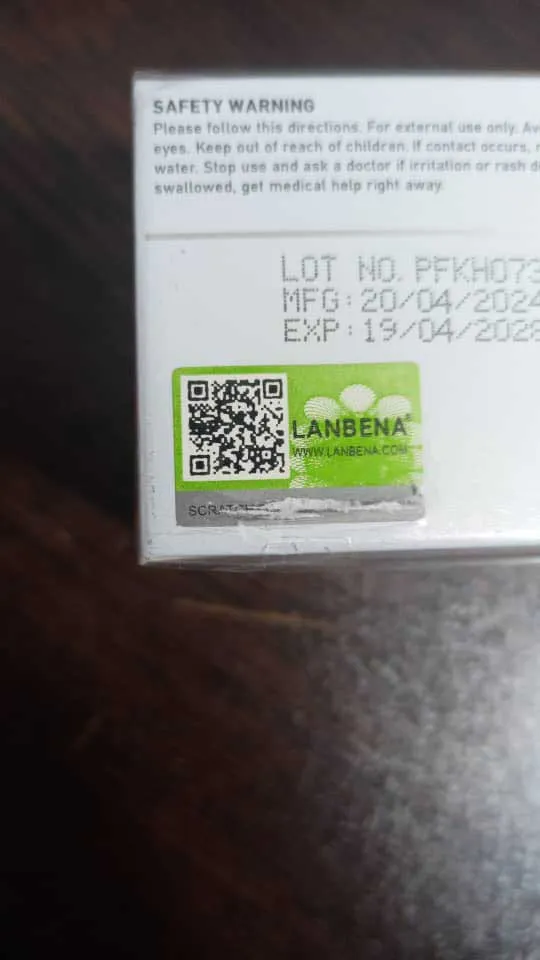 SAFETY WARNING
Please follow this directions. For external use only. Av
eyes. Keep out of reach of children. If contact occurs, r
water. Stop use and ask a doctor if irritation or rash d
swallowed, get medical help right away.
LOT NO. PFKH073
MFG: 20/04/2024
EXP: 19/04/2028
LANBENA®
WWW.LANBENA.COM